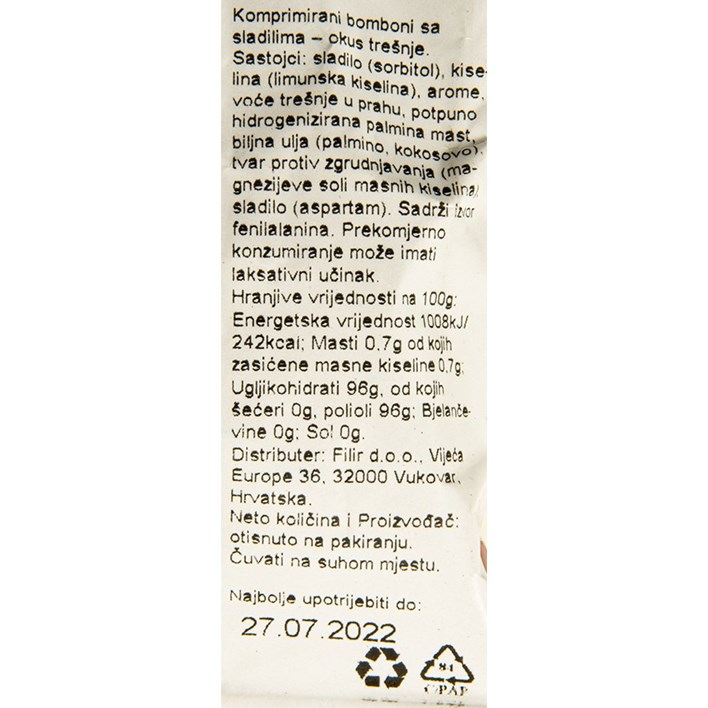 Komprimirani bomboni sa
sladilima – okus trešnje.
Sastojci: sladilo (sorbitol), kise-
lina (limunska kiselina), arome,
voće trešnje u prahu, potpuno
hidrogenizirana palmina mast,
biljna ulja (palmino, kokosovo),
tvar protiv zgrudnjavanja (ma-
gnezijeve soli masnih kiselina)
sladilo (aspartam). Sadrži izvor
fenilalanina. Prekomjerno
konzumiranje može imati
laksativni učinak.
Hranjive vrijednosti na 100g:
Energetska vrijednost 1008kJ/
242kcal; Masti 0,7g od kojih
zasićene masne kiseline 0,7g;
Ugljikohidrati 96g, od kojih
šećeri 0g, polioli 96g; Bjelanče-
vine 0g; Sol 0g.
Distributer: Filir d.o.o., Vijeća
Europe 36, 32000 Vukovar,
Hrvatska.
Neto količina i Proizvođač:
otisnuto na pakiranju.
Čuvati na suhom mjestu.
Najbolje upotrijebiti do:
27.07.2022
84
C/PAP